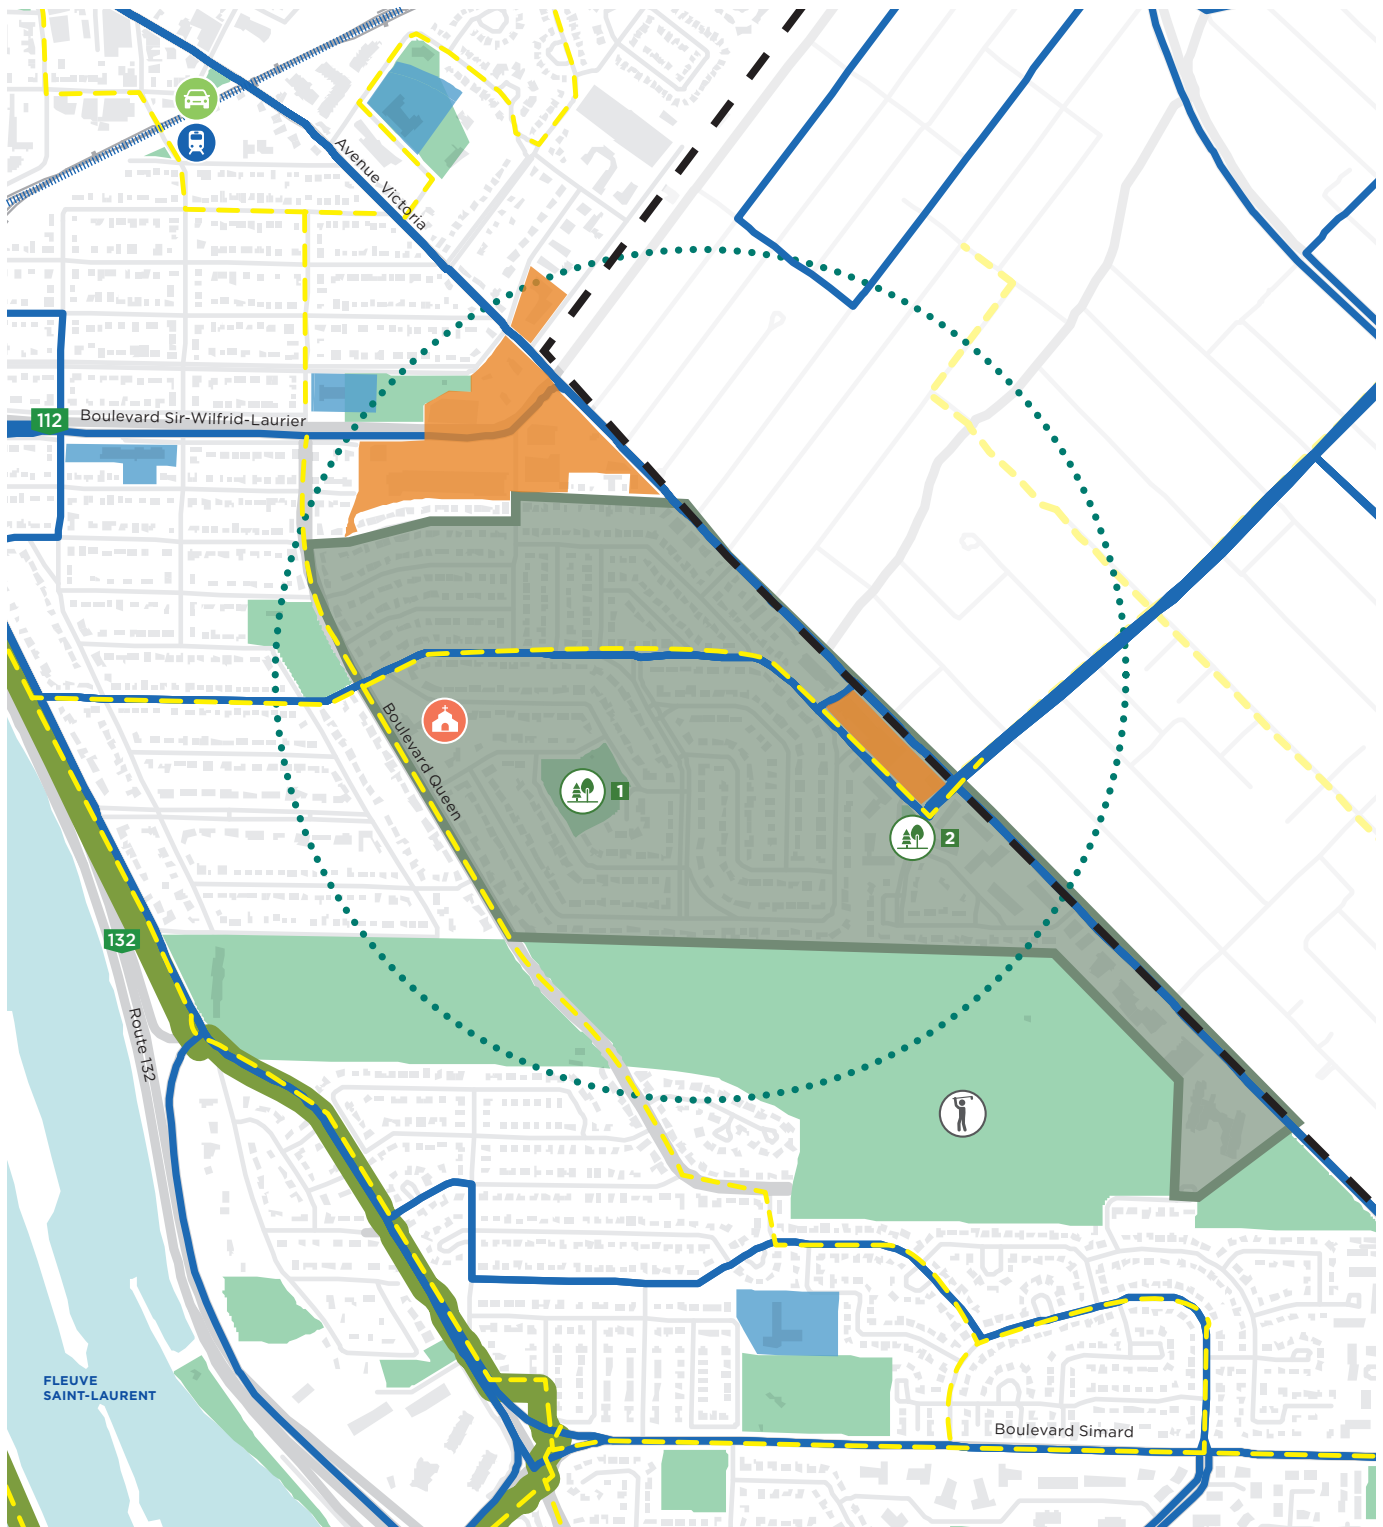 Avenue Victoria
112
Boulevard Sir-Wilfrid-Laurier
Boulevard Queen
1
2
132
Route 132
FLEUVE
SAINT-LAURENT
Boulevard Simard